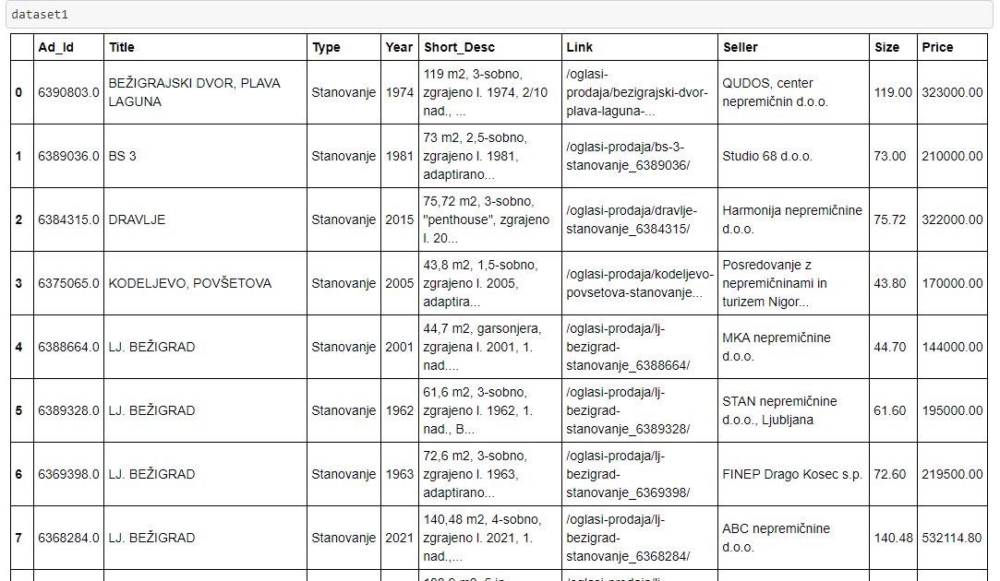 dataset1
Ad_Id Title Type Year Short_Desc Link Seller Size Price
0 6390803.0 BEŽIGRAJSKI DVOR, PLAVA LAGUNA Stanovanje 1974 119 m2, 3-sobno, zgrajeno l. 1974, 2/10 nad., ... /oglasi-prodaja/bezigrajski-dvor-plava-laguna-... QUDOS, center nepremičnin d.o.o. 119.00 323000.00
1 6389036.0 BS 3 Stanovanje 1981 73 m2, 2,5-sobno, zgrajeno l. 1981, adaptirano... /oglasi-prodaja/bs-3-stanovanje_6389036/ Studio 68 d.o.o. 73.00 210000.00
2 6384315.0 DRAVLJE Stanovanje 2015 75,72 m2, 3-sobno, "penthouse", zgrajeno l. 20... /oglasi-prodaja/dravlje-stanovanje_6384315/ Harmonija nepremičnine d.o.o. 75.72 322000.00
3 6375065.0 KODELJEVO, POVŠETOVA Stanovanje 2005 43,8 m2, 1,5-sobno, zgrajeno l. 2005, adaptira... /oglasi-prodaja/kodeljevo-povsetova-stanovanje... Posredovanje z nepremičninami in turizem Nigor... 43.80 170000.00
4 6388664.0 LJ. BEŽIGRAD Stanovanje 2001 44,7 m2, garsonjera, zgrajena l. 2001, 1. nad.... /oglasi-prodaja/lj-bezigrad-stanovanje_6388664/ MKA nepremičnine d.o.o. 44.70 144000.00
5 6389328.0 LJ. BEŽIGRAD Stanovanje 1962 61,6 m2, 3-sobno, zgrajeno l. 1962, 1. nad., B... /oglasi-prodaja/lj-bezigrad-stanovanje_6389328/ STAN nepremičnine d.o.o., Ljubljana 61.60 195000.00
6 6369398.0 LJ. BEŽIGRAD Stanovanje 1963 72,6 m2, 3-sobno, zgrajeno l. 1963, adaptirano... /oglasi-prodaja/lj-bezigrad-stanovanje_6369398/ FINEP Drago Kosec s.p. 72.60 219500.00
7 6368284.0 LJ. BEŽIGRAD Stanovanje 2021 140,48 m2, 4-sobno, zgrajeno l. 2021, 1. nad.,... /oglasi-prodaja/lj-bezigrad-stanovanje_6368284/ ABC nepremičnine d.o.o. 140.48 532114.80